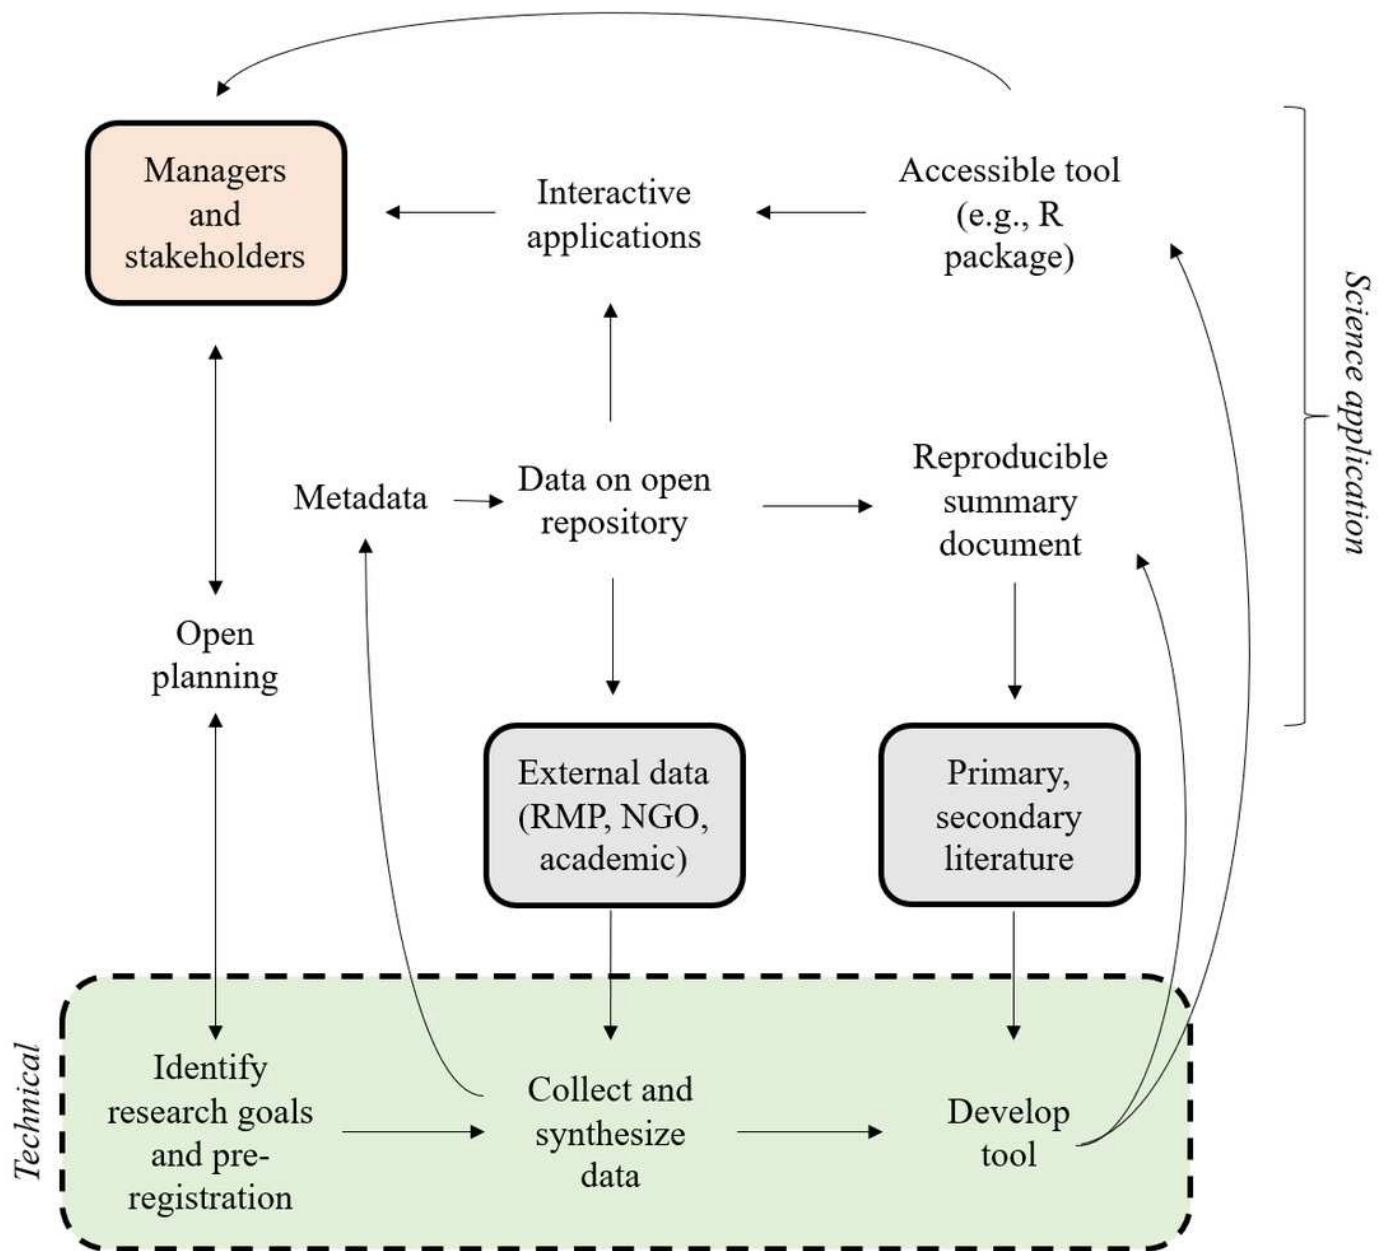 Managers
and
stakeholders
Interactive
applications
Accessible tool
(e.g., R
package)
Science application
Metadata
Data on open
repository
Reproducible
summary
document
Open
planning
External data
(RMP, NGO,
academic)
Primary,
secondary
literature
Technical
Identify
research goals
and pre-
registration
Collect and
synthesize
data
Develop
tool